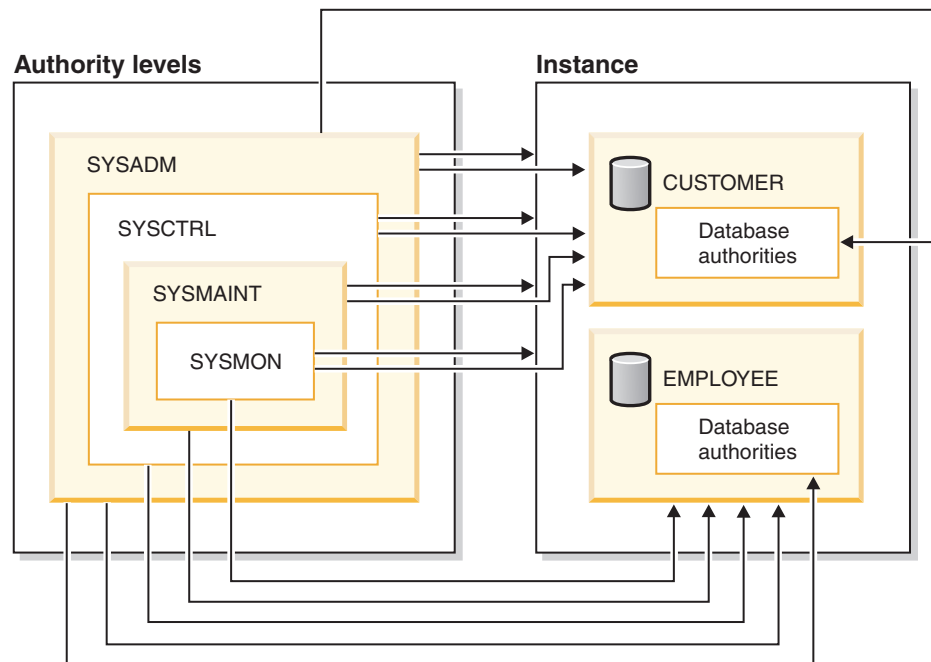 Authority levels
Instance
SYSADM
SYSCTRL
SYSMAINT
SYSMON
CUSTOMER
Database
authorities
EMPLOYEE
Database
authorities